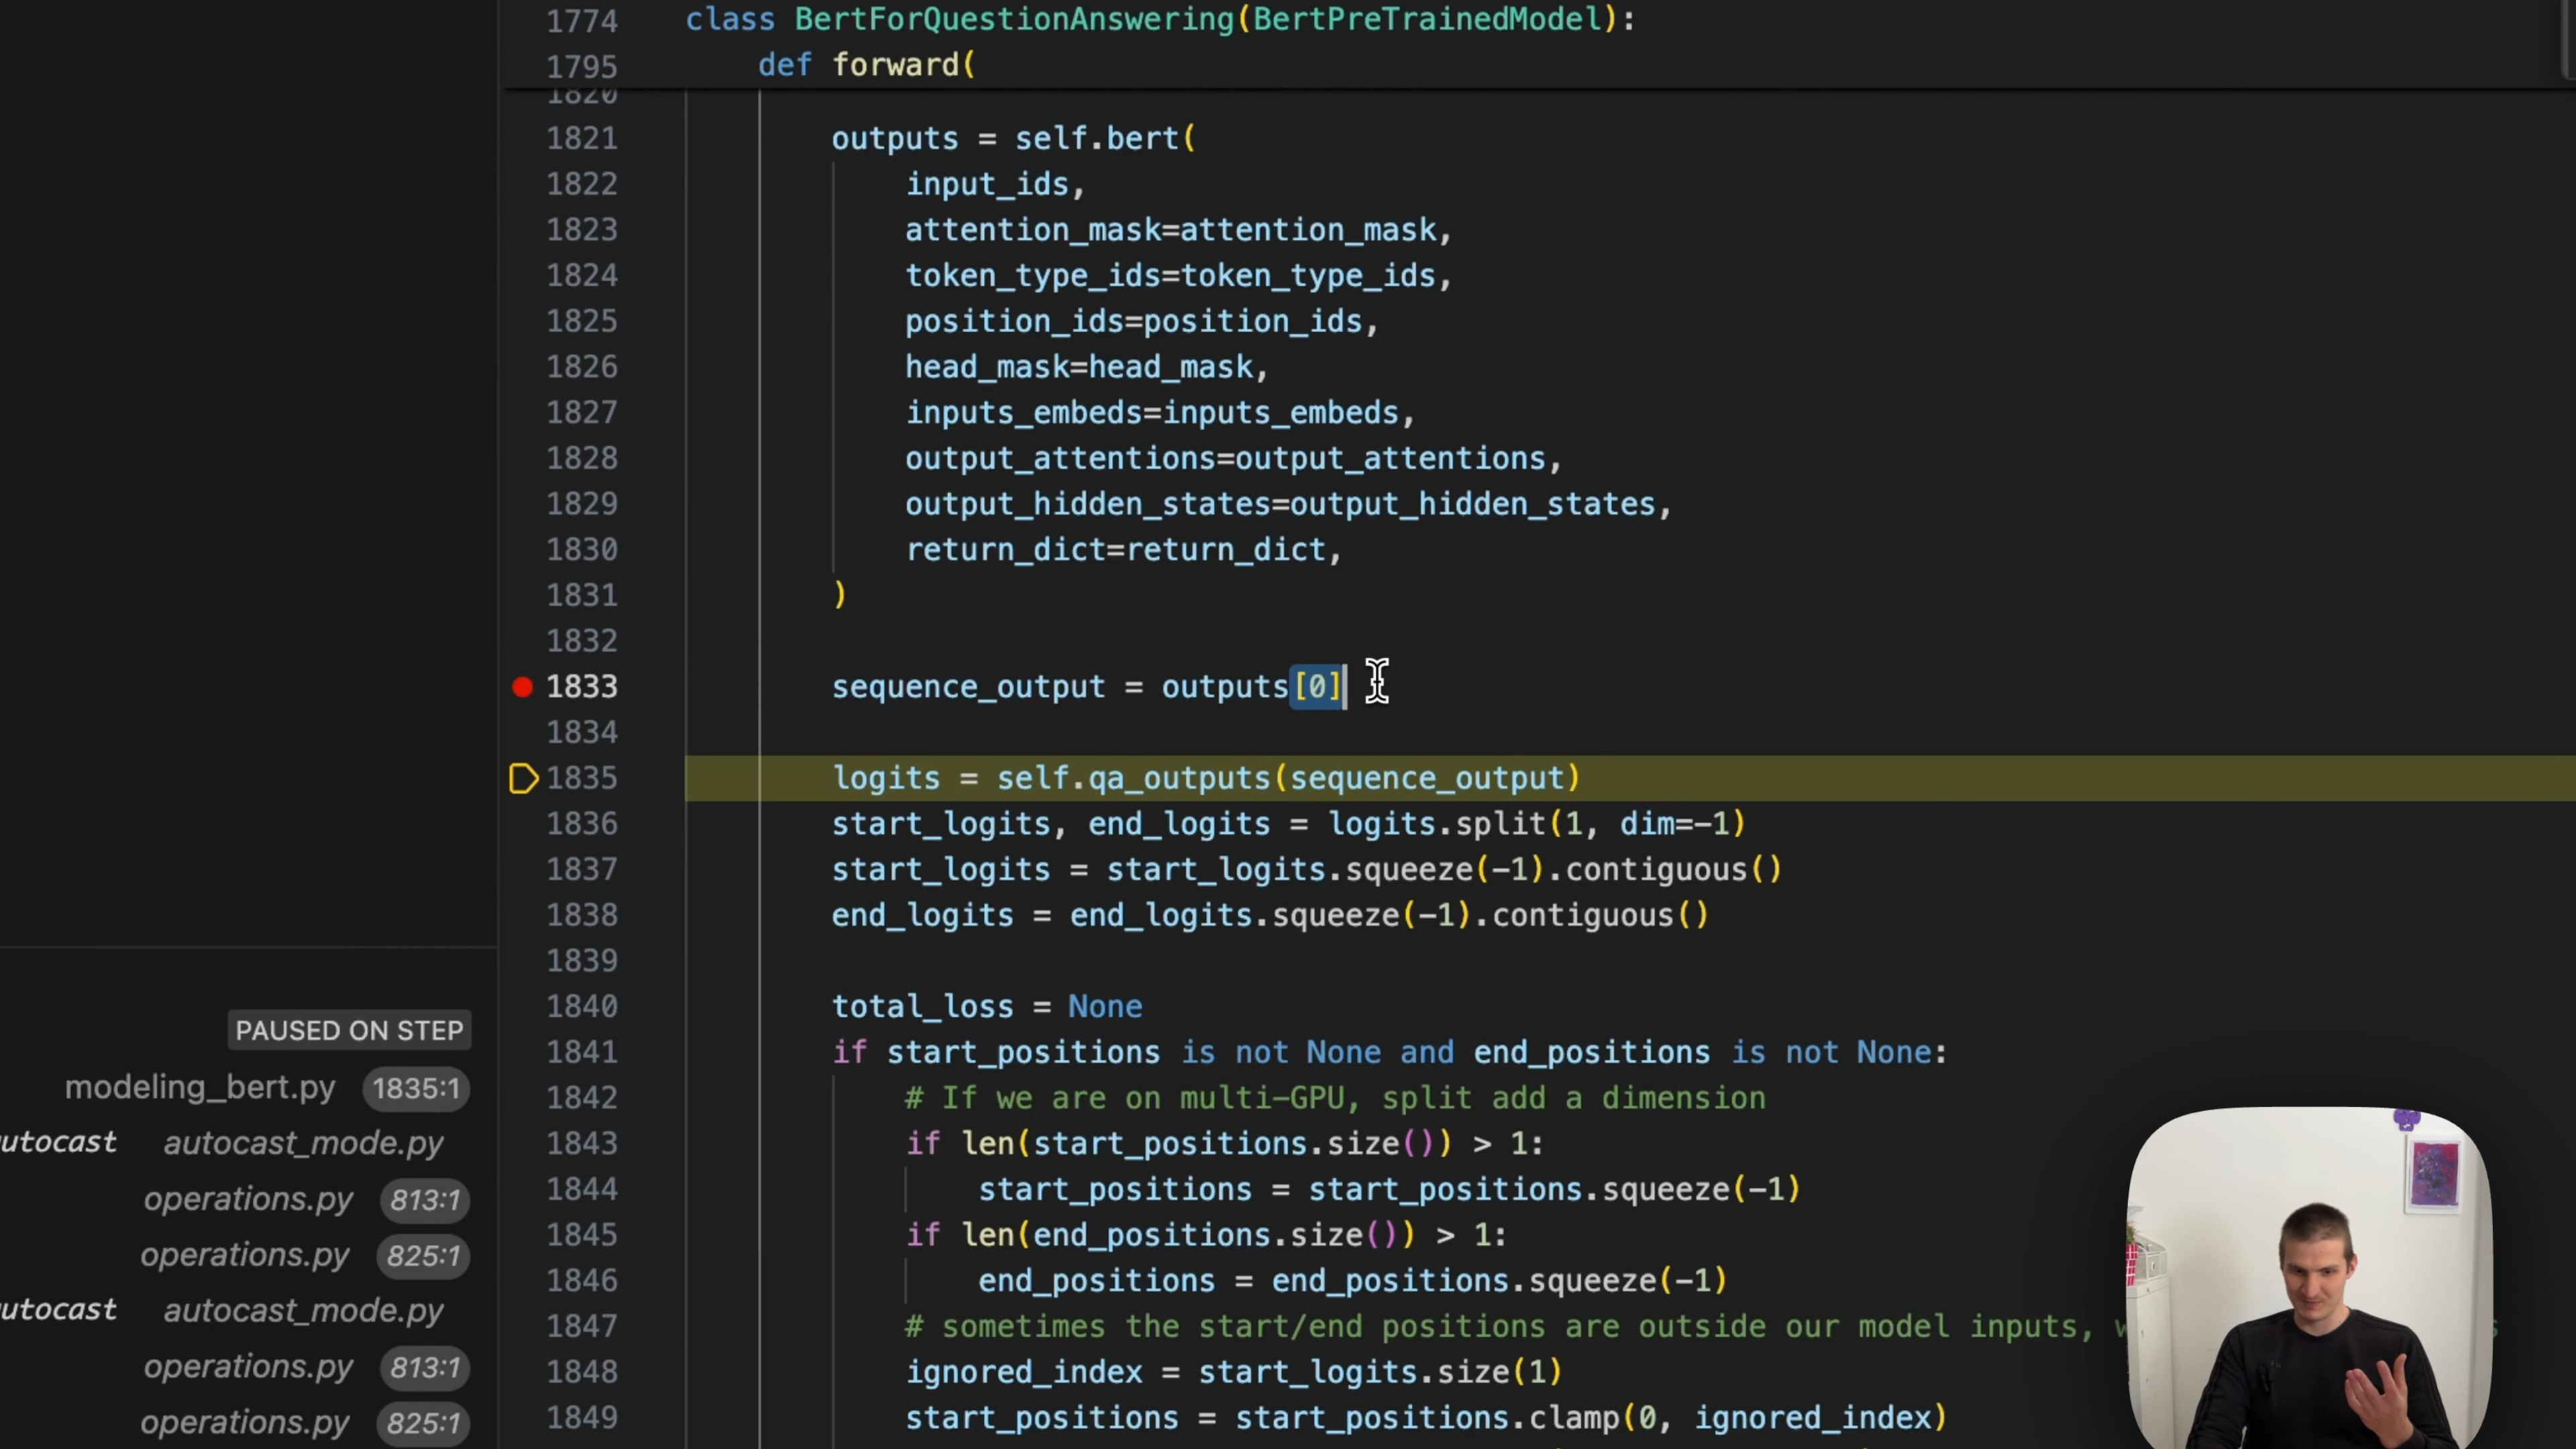 1774 class BertForQuestionAnswering(BertPreTrainedModel):
1795 def forward(
1820
1821 outputs = self.bert(
1822 input_ids,
1823 attention_mask=attention_mask,
1824 token_type_ids=token_type_ids,
1825 position_ids=position_ids,
1826 head_mask=head_mask,
1827 inputs_embeds=inputs_embeds,
1828 output_attentions=output_attentions,
1829 output_hidden_states=output_hidden_states,
1830 return_dict=return_dict,
1831 )
1832
1833 sequence_output = outputs[0]
1834
1835 logits = self.qa_outputs(sequence_output)
1836 start_logits, end_logits = logits.split(1, dim=-1)
1837 start_logits = start_logits.squeeze(-1).contiguous()
1838 end_logits = end_logits.squeeze(-1).contiguous()
1839
1840 total_loss = None
1841 if start_positions is not None and end_positions is not None:
1842 # If we are on multi-GPU, split add a dimension
1843 if len(start_positions.size()) > 1:
1844 start_positions = start_positions.squeeze(-1)
1845 if len(end_positions.size()) > 1:
1846 end_positions = end_positions.squeeze(-1)
1847 # sometimes the start/end positions are outside our model inputs,
1848 ignored_index = start_logits.size(1)
1849 start_positions = start_positions.clamp(0, ignored_index)
PAUSED ON STEP
modeling_bert.py 1835:1
utocast autocast_mode.py
operations.py 813:1
operations.py 825:1
utocast autocast_mode.py
operations.py 813:1
operations.py 825:1